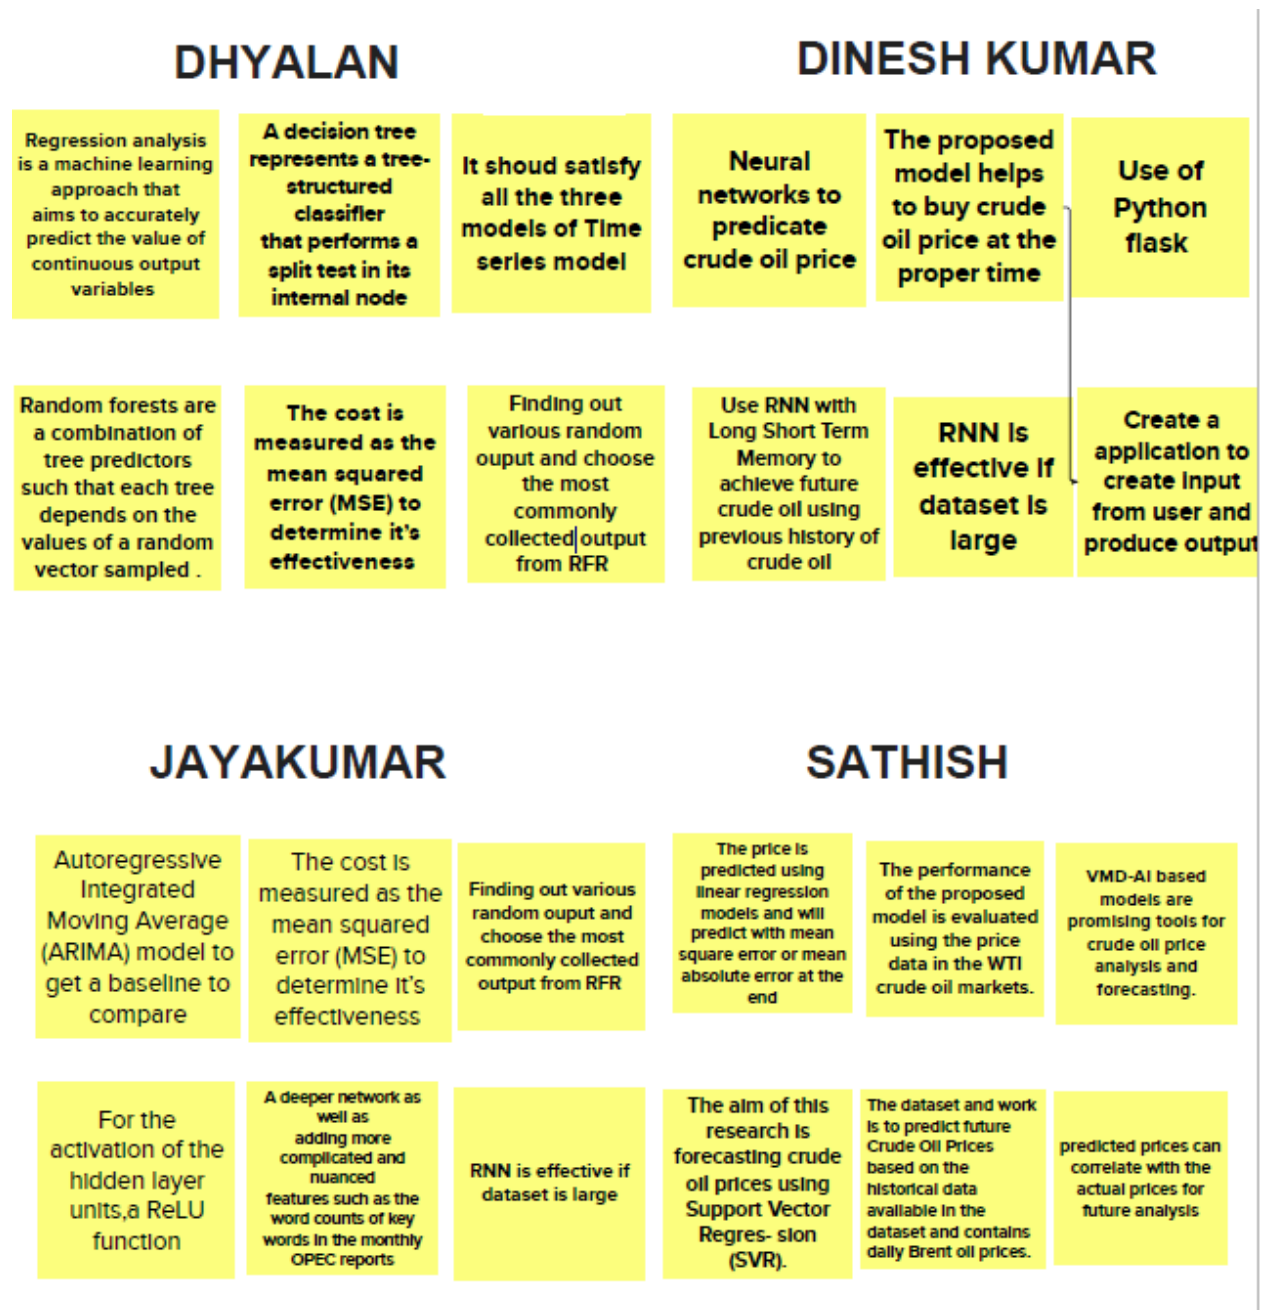 DHYALAN
Regression analysis
is a machine learning
approach that
aims to accurately
predict the value of
continuous output
variables
A decision tree
represents a tree-
structured
classifier
that performs a
split test in its
internal node
It shoud satisfy
all the three
models of Time
series model
Random forests are
a combination of
tree predictors
such that each tree
depends on the
values of a random
vector sampled .
The cost is
measured as the
mean squared
error (MSE) to
determine it's
effectiveness
Finding out
various random
ouput and choose
the most
commonly
collected output
from RFR
DINESH KUMAR
Neural
networks to
predicate
crude oil price
The proposed
model helps
to buy crude
oil price at the
proper time
Use of
Python
flask
Use RNN with
Long Short Term
Memory to
achieve future
crude oil using
previous history of
crude oil
RNN is
effective if
dataset is
large
Create a
application to
create input
from user and
produce output
JAYAKUMAR
Autoregressive
Integrated
Moving Average
(ARIMA) model to
get a baseline to
compare
The cost is
measured as the
mean squared
error (MSE) to
determine it's
effectiveness
Finding out various
random ouput and
choose the most
commonly collected
output from RFR
For the
activation of the
hidden layer
units,a ReLU
function
A deeper network as
well as
adding more
complicated and
nuanced
features such as the
word counts of key
words in the monthly
OPEC reports
RNN is effective if
dataset is large
SATHISH
The price is
predicted using
linear regression
models and will
predict with mean
square error or mean
absolute error at the
end
The performance
of the proposed
model is evaluated
using the price
data in the WTI
crude oil markets.
VMD-AI based
models are
promising tools for
crude oil price
analysis and
forecasting.
The aim of this
research is
forecasting crude
oil prices using
Support Vector
Regres- sion
(SVR).
The dataset and work
is to predict future
Crude Oil Prices
based on the
historical data
available in the
dataset and contains
daily Brent oil prices.
predicted prices can
correlate with the
actual prices for
future analysis